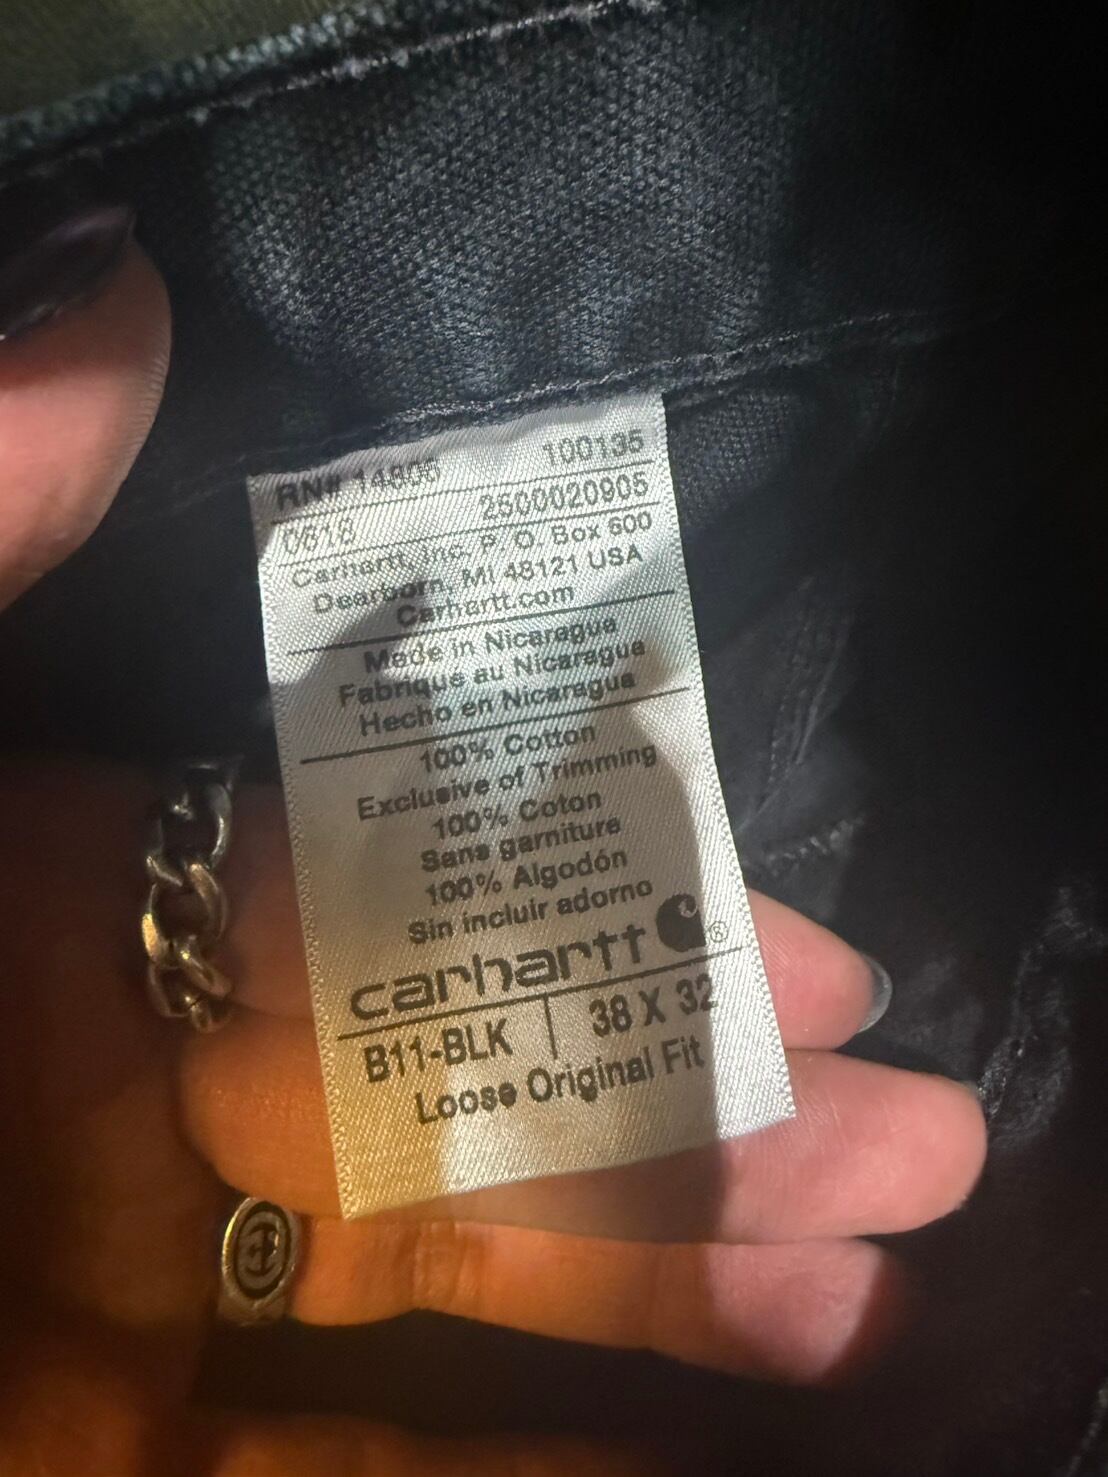 RN# 14806 100135
0618 2500020905
Carhartt, Inc. P. O. Box 600
Dearborn, MI 48121 USA
Carhartt.com
Made in Nicaragua
Fabriqué au Nicaragua
Hecho en Nicaragua
100% Cotton
Exclusive of Trimming
100% Coton
Sans garniture
100% Algodón
Sin incluir adorno
carhartt ®
B11-BLK 38 X 32
Loose Original Fit